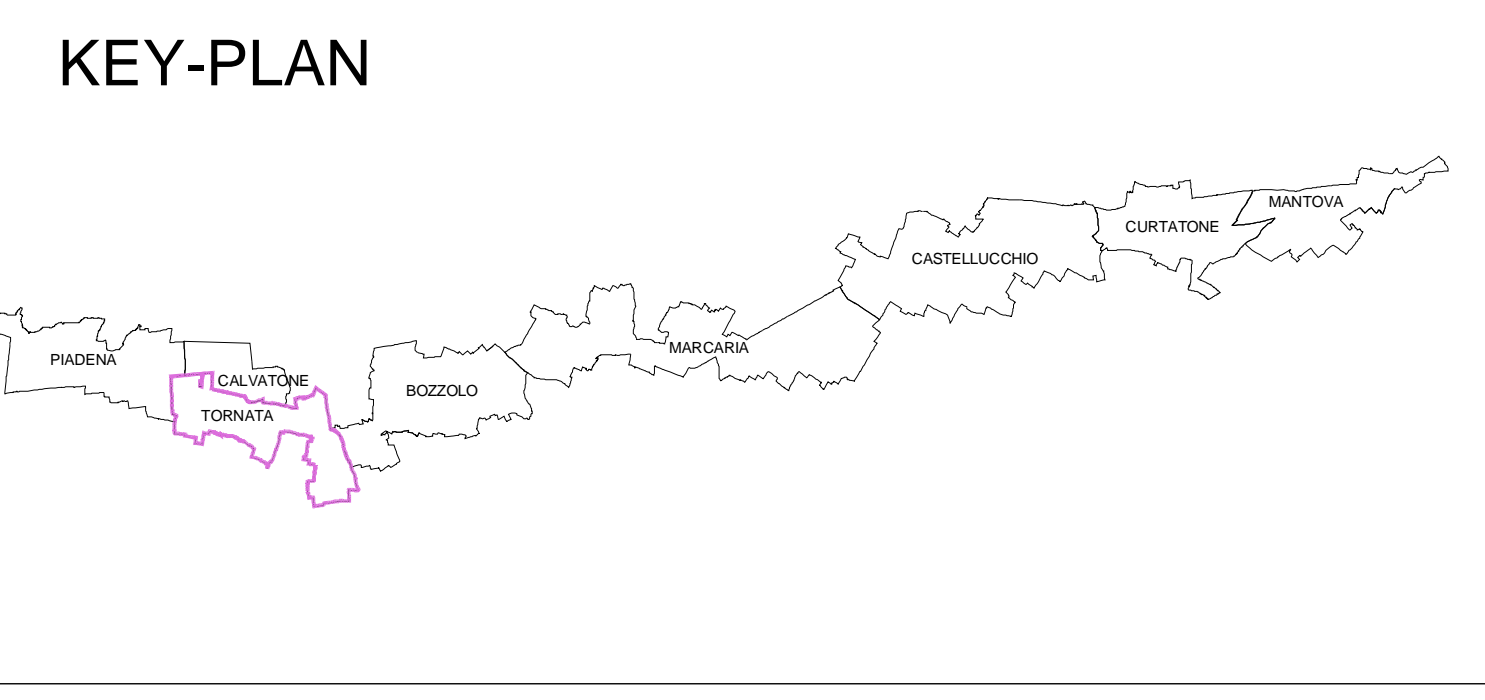 KEY-PLAN
MANTOVA
CURTATONE
CASTELLUCCHIO
MARCARIA
PIADENA
CALVATONE
BOZZOLO
TORNATA